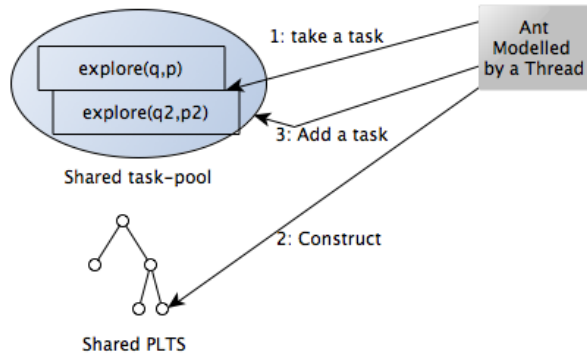 1: take a task
Ant
Modelled
by a Thread
explore(q,p)
explore(q2,p2)
3: Add a task
Shared task-pool
2: Construct
Shared PLTS